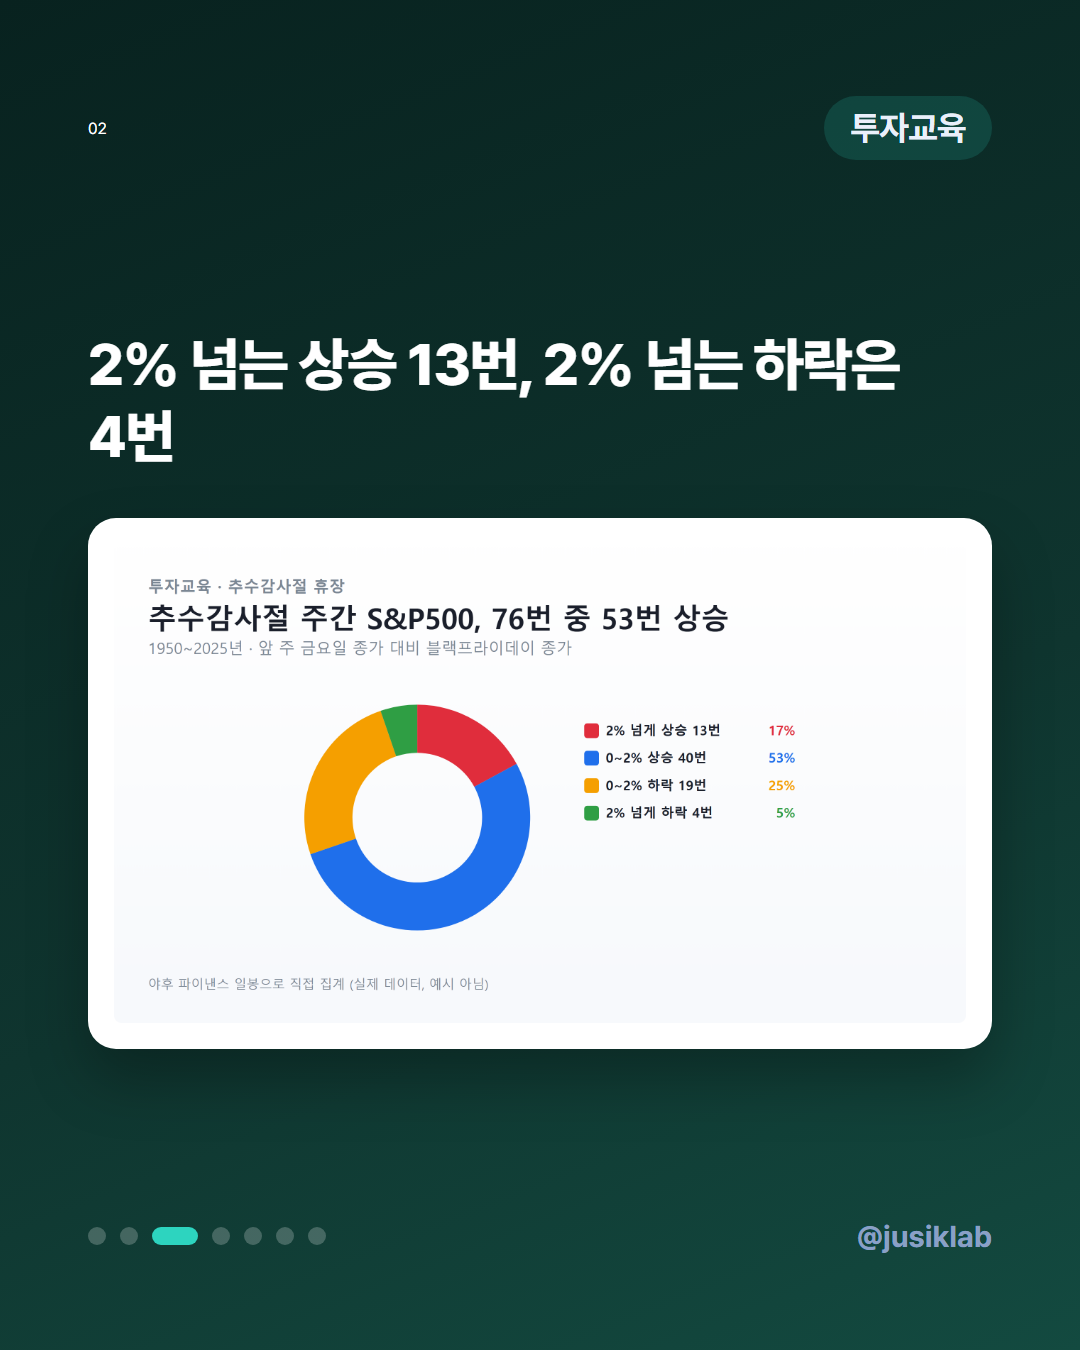 02
투자교육
2% 넘는 상승 13번, 2% 넘는 하락은
4번
투자교육 · 추수감사절 휴장
추수감사절 주간 S&P500, 76번 중 53번 상승
1950~2025년 · 앞 주 금요일 종가 대비 블랙프라이데이 종가
2% 넘게 상승 13번 17%
0~2% 상승 40번 53%
0~2% 하락 19번 25%
2% 넘게 하락 4번 5%
야후 파이낸스 일봉으로 직접 집계 (실제 데이터, 예시 아님)
@jusiklab